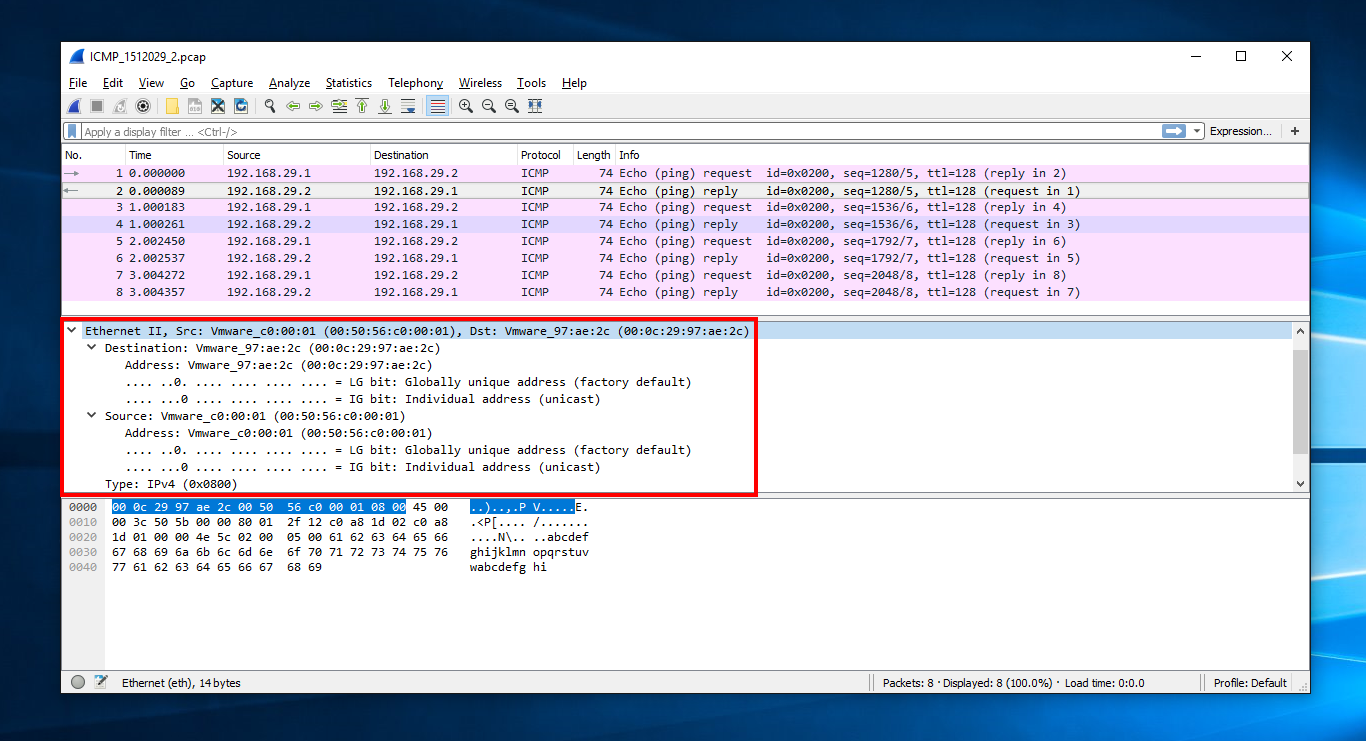 ICMP_1512029_2.pcap
File Edit View Go Capture Analyze Statistics Telephony Wireless Tools Help
Apply a display filter ... <Ctrl-/> Expression... +
No. Time Source Destination Protocol Length Info
1 0.000000 192.168.29.1 192.168.29.2 ICMP 74 Echo (ping) request id=0x0200, seq=1280/5, ttl=128 (reply in 2)
2 0.000089 192.168.29.2 192.168.29.1 ICMP 74 Echo (ping) reply id=0x0200, seq=1280/5, ttl=128 (request in 1)
3 1.000183 192.168.29.1 192.168.29.2 ICMP 74 Echo (ping) request id=0x0200, seq=1536/6, ttl=128 (reply in 4)
4 1.000261 192.168.29.2 192.168.29.1 ICMP 74 Echo (ping) reply id=0x0200, seq=1536/6, ttl=128 (request in 3)
5 2.002450 192.168.29.1 192.168.29.2 ICMP 74 Echo (ping) request id=0x0200, seq=1792/7, ttl=128 (reply in 6)
6 2.002537 192.168.29.2 192.168.29.1 ICMP 74 Echo (ping) reply id=0x0200, seq=1792/7, ttl=128 (request in 5)
7 3.004272 192.168.29.1 192.168.29.2 ICMP 74 Echo (ping) request id=0x0200, seq=2048/8, ttl=128 (reply in 8)
8 3.004357 192.168.29.2 192.168.29.1 ICMP 74 Echo (ping) reply id=0x0200, seq=2048/8, ttl=128 (request in 7)
Ethernet II, Src: Vmware_c0:00:01 (00:50:56:c0:00:01), Dst: Vmware_97:ae:2c (00:0c:29:97:ae:2c)
Destination: Vmware_97:ae:2c (00:0c:29:97:ae:2c)
Address: Vmware_97:ae:2c (00:0c:29:97:ae:2c)
.... ..0. .... .... .... .... = LG bit: Globally unique address (factory default)
.... ...0 .... .... .... .... = IG bit: Individual address (unicast)
Source: Vmware_c0:00:01 (00:50:56:c0:00:01)
Address: Vmware_c0:00:01 (00:50:56:c0:00:01)
.... ..0. .... .... .... .... = LG bit: Globally unique address (factory default)
.... ...0 .... .... .... .... = IG bit: Individual address (unicast)
Type: IPv4 (0x0800)
0000 00 0c 29 97 ae 2c 00 50 56 c0 00 01 08 00 45 00 ..)..,.P V.....E.
0010 00 3c 50 5b 00 00 80 01 2f 12 c0 a8 1d 02 c0 a8 .<P[.... /.......
0020 1d 01 00 00 4e 5c 02 00 05 00 61 62 63 64 65 66 ....N\.. ..abcdef
0030 67 68 69 6a 6b 6c 6d 6e 6f 70 71 72 73 74 75 76 ghijklmn opqrstuv
0040 77 61 62 63 64 65 66 67 68 69 wabcdefg hi
Ethernet (eth), 14 bytes Packets: 8 · Displayed: 8 (100.0%) · Load time: 0:0.0 Profile: Default